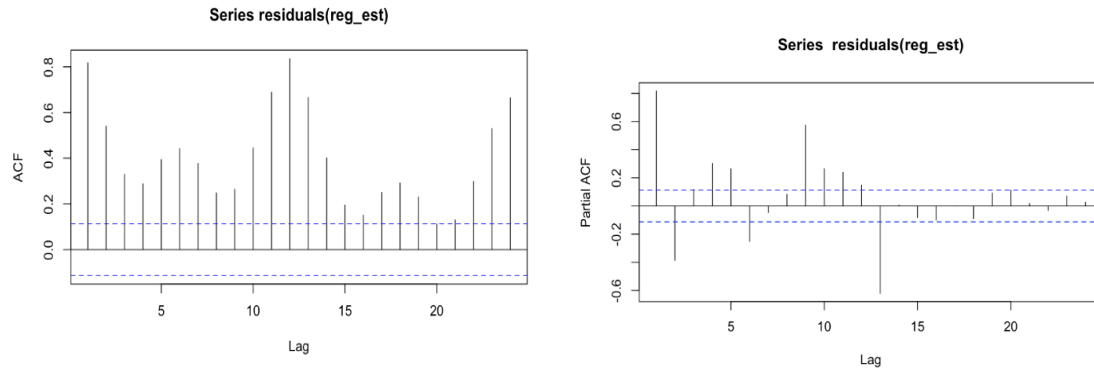 Series residuals(reg_est)
ACF
0.8
0.6
0.4
0.2
0.0
5 10 15 20
Lag
Series residuals(reg_est)
Partial ACF
0.6
0.2
-0.2
-0.6
5 10 15 20
Lag